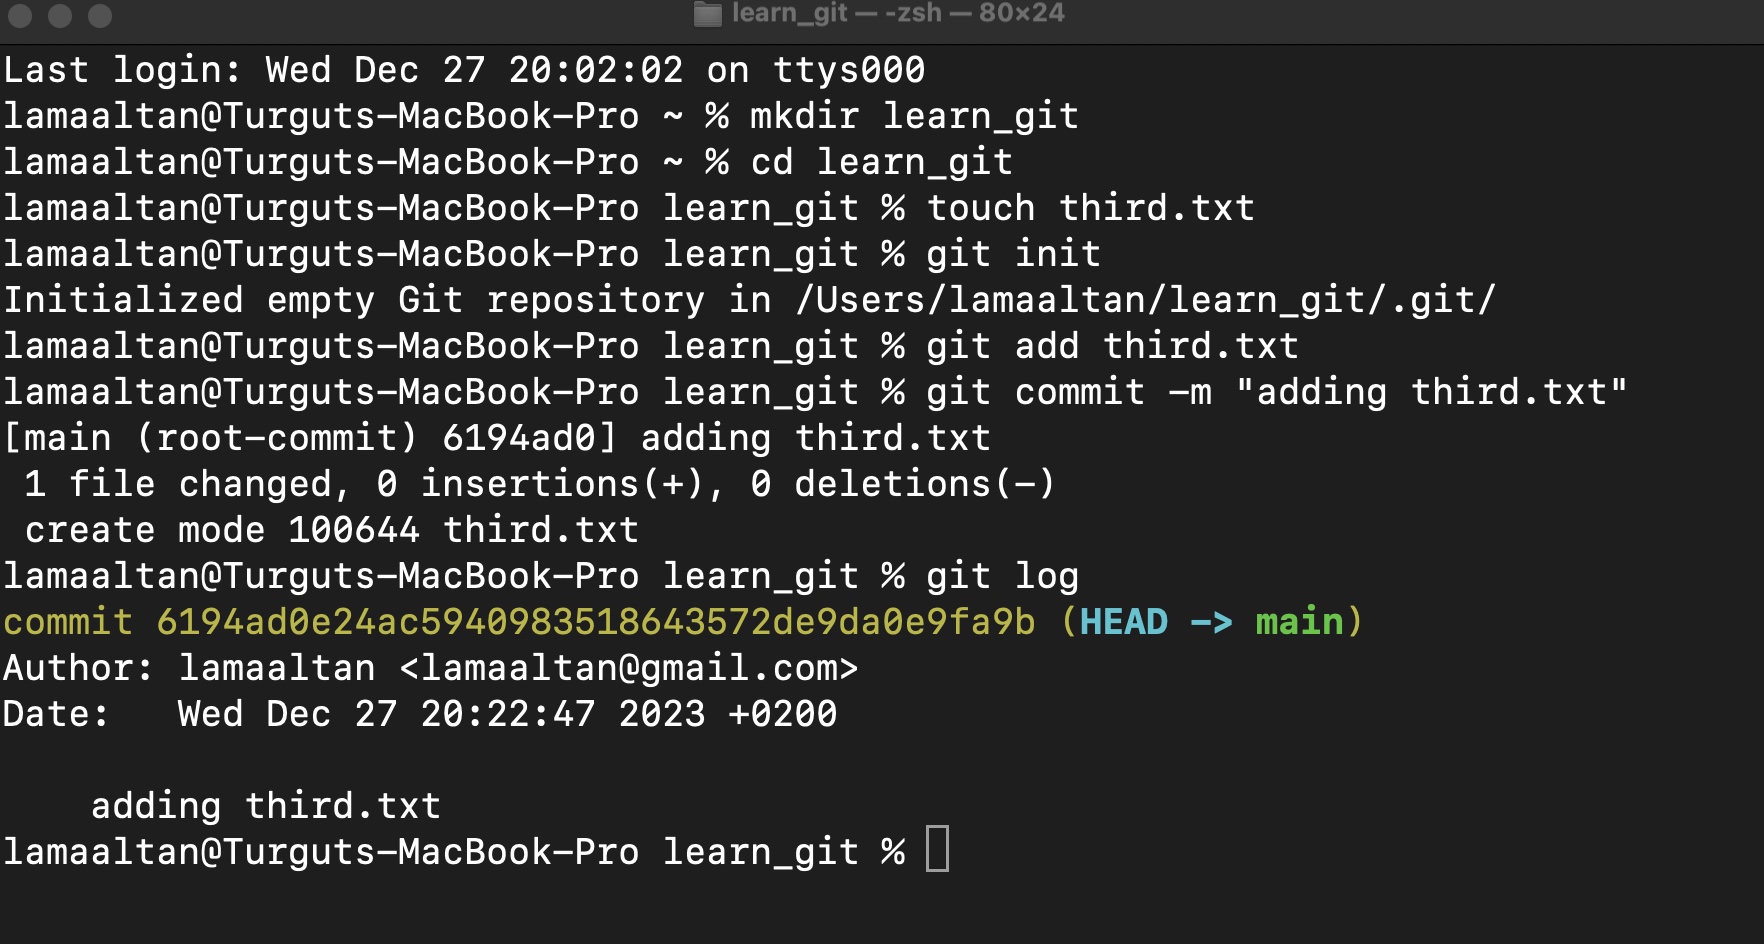 learn_git — -zsh — 80×24
Last login: Wed Dec 27 20:02:02 on ttys000
lamaaltan@Turguts-MacBook-Pro ~ % mkdir learn_git
lamaaltan@Turguts-MacBook-Pro ~ % cd learn_git
lamaaltan@Turguts-MacBook-Pro learn_git % touch third.txt
lamaaltan@Turguts-MacBook-Pro learn_git % git init
Initialized empty Git repository in /Users/lamaaltan/learn_git/.git/
lamaaltan@Turguts-MacBook-Pro learn_git % git add third.txt
lamaaltan@Turguts-MacBook-Pro learn_git % git commit -m "adding third.txt"
[main (root-commit) 6194ad0] adding third.txt
 1 file changed, 0 insertions(+), 0 deletions(-)
 create mode 100644 third.txt
lamaaltan@Turguts-MacBook-Pro learn_git % git log
commit 6194ad0e24ac5940983518643572de9da0e9fa9b (HEAD -> main)
Author: lamaaltan <lamaaltan@gmail.com>
Date:   Wed Dec 27 20:22:47 2023 +0200

    adding third.txt
lamaaltan@Turguts-MacBook-Pro learn_git %